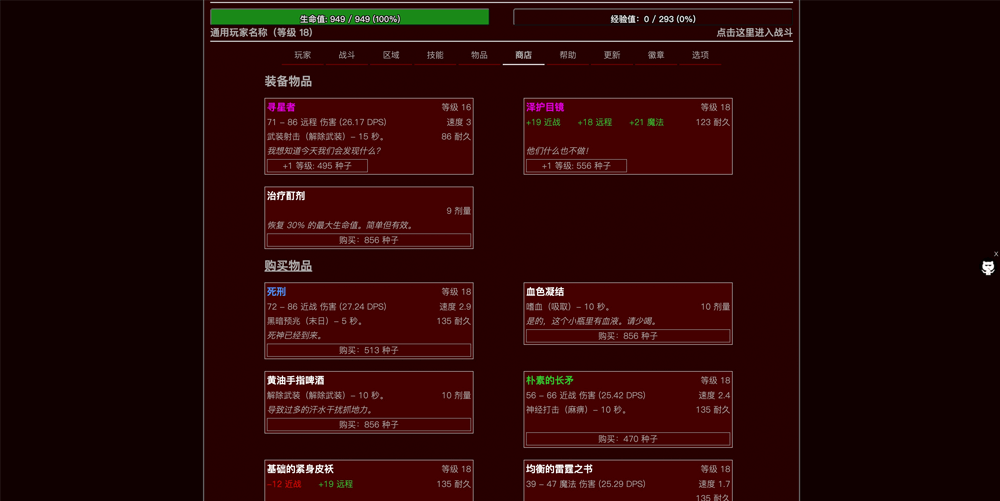 生命值: 949 / 949 (100%)
经验值: 0 / 293 (0%)
通用玩家名称（等级 18）
点击这里进入战斗
玩家 战斗 区域 技能 物品 商店 帮助 更新 徽章 选项
装备物品
寻星者 等级 16
71 – 86 远程 伤害 (26.17 DPS) 速度 3
武装射击（解除武装）– 15 秒。 86 耐久
我想知道今天我们会发现什么？
+1 等级: 495 种子
泽护目镜 等级 18
+19 近战 +18 远程 +21 魔法 123 耐久
他们什么也不做！
+1 等级: 556 种子
治疗酊剂
9 剂量
恢复 30% 的最大生命值。简单但有效。
购买：856 种子
购买物品
死刑 等级 18
72 – 86 近战 伤害 (27.24 DPS) 速度 2.9
黑暗预兆（末日）– 5 秒。 135 耐久
死神已经到来。
购买：513 种子
血色凝结
嗜血（吸取）– 10 秒。 10 剂量
是的，这个小瓶里有血液。请少喝。
购买：856 种子
黄油手指啤酒
解除武装（解除武装）– 10 秒。 10 剂量
导致过多的汗水干扰抓地力。
购买：856 种子
朴素的长矛 等级 18
56 – 66 近战 伤害 (25.42 DPS) 速度 2.4
神经打击（麻痹）– 10 秒。 135 耐久
购买：470 种子
基础的紧身皮袄 等级 18
–12 近战 +19 远程 135 耐久
均衡的雷霆之书 等级 18
39 – 47 魔法 伤害 (25.29 DPS) 速度 1.7
135 耐久
x